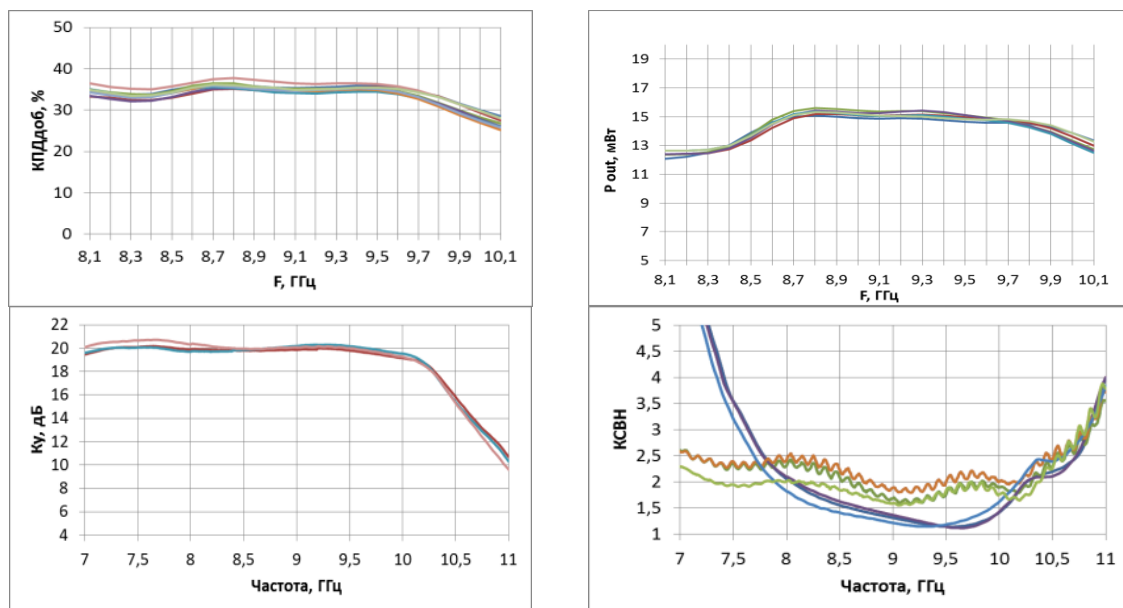 КПДдоб, %
50
40
30
20
10
0
8,1 8,3 8,5 8,7 8,9 9,1 9,3 9,5 9,7 9,9 10,1
F, ГГц
P out, мВт
19
17
15
13
11
9
7
5
8,1 8,3 8,5 8,7 8,9 9,1 9,3 9,5 9,7 9,9 10,1
F, ГГц
Ку, дБ
22
20
18
16
14
12
10
8
6
4
7 7,5 8 8,5 9 9,5 10 10,5 11
Частота, ГГц
КСВН
5
4,5
4
3,5
3
2,5
2
1,5
1
7 7,5 8 8,5 9 9,5 10 10,5 11
Частота, ГГц